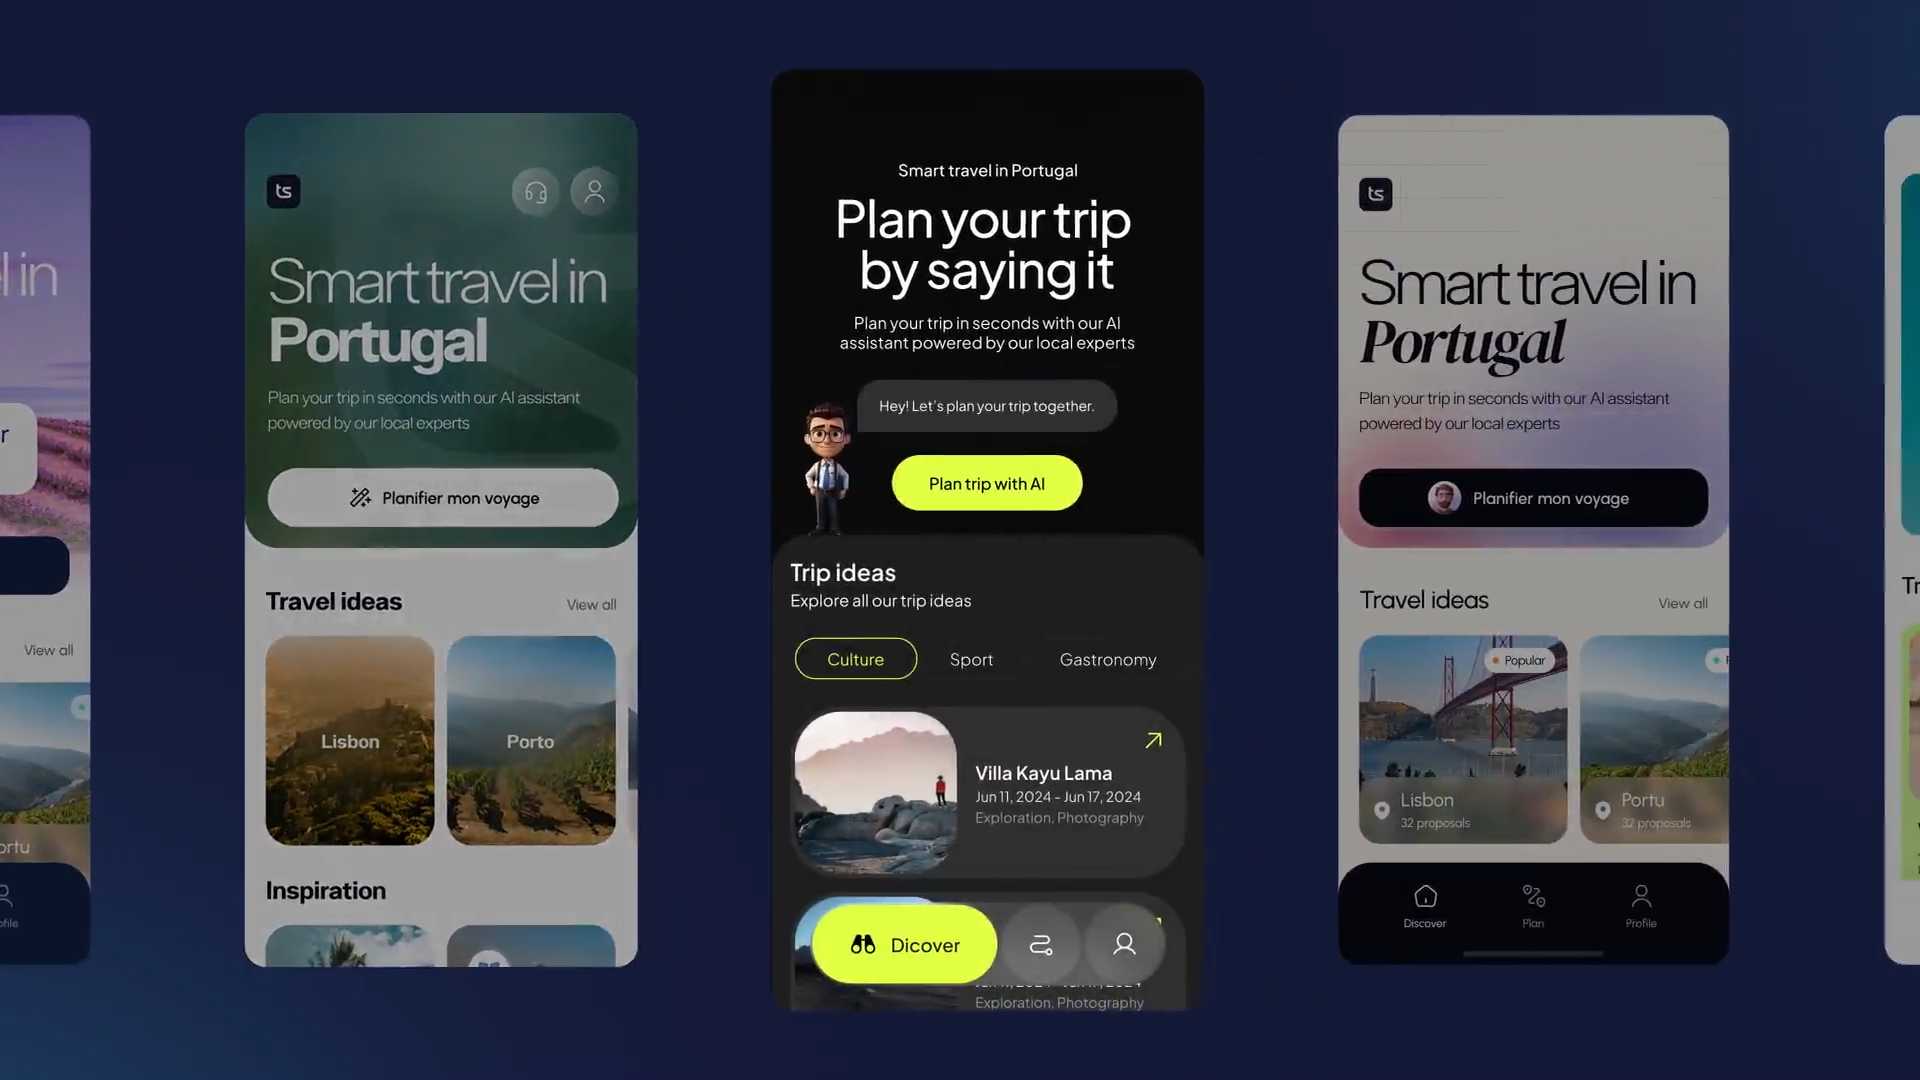 l in
r
View all
ortu
ofile
ts
Smart travel in
Portugal
Plan your trip in seconds with our AI assistant
powered by our local experts
Planifier mon voyage
Travel ideas
View all
Lisbon
Porto
Inspiration
Smart travel in Portugal
Plan your trip
by saying it
Plan your trip in seconds with our AI
assistant powered by our local experts
Hey! Let's plan your trip together.
Plan trip with AI
Trip ideas
Explore all our trip ideas
Culture
Sport
Gastronomy
Villa Kayu Lama
Jun 11, 2024 - Jun 17, 2024
Exploration, Photography
Dicover
Exploration, Photography
ts
Smart travel in
Portugal
Plan your trip in seconds with our AI assistant
powered by our local experts
Planifier mon voyage
Travel ideas
View all
Popular
Lisbon
32 proposals
Portu
32 proposals
Discover
Plan
Profile
Tr